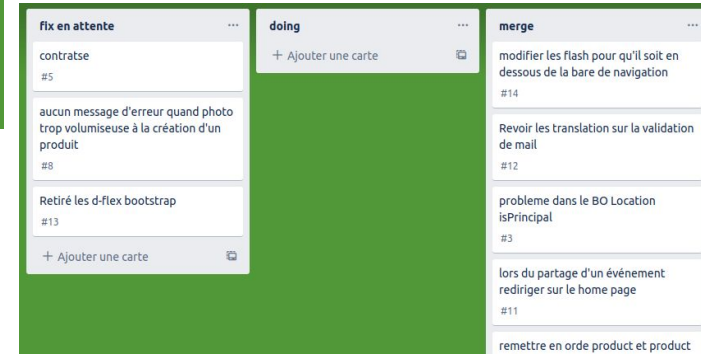 fix en attente
contratse
#5
aucun message d'erreur quand photo
trop volumiseuse à la création d'un
produit
#8
Retiré les d-flex bootstrap
#13
+ Ajouter une carte
doing
+ Ajouter une carte
merge
modifier les flash pour qu'il soit en
dessous de la bare de navigation
#14
Revoir les translation sur la validation
de mail
#12
probleme dans le BO Location
isPrincipal
#3
lors du partage d'un événement
rediriger sur le home page
#11
remettre en orde product et product